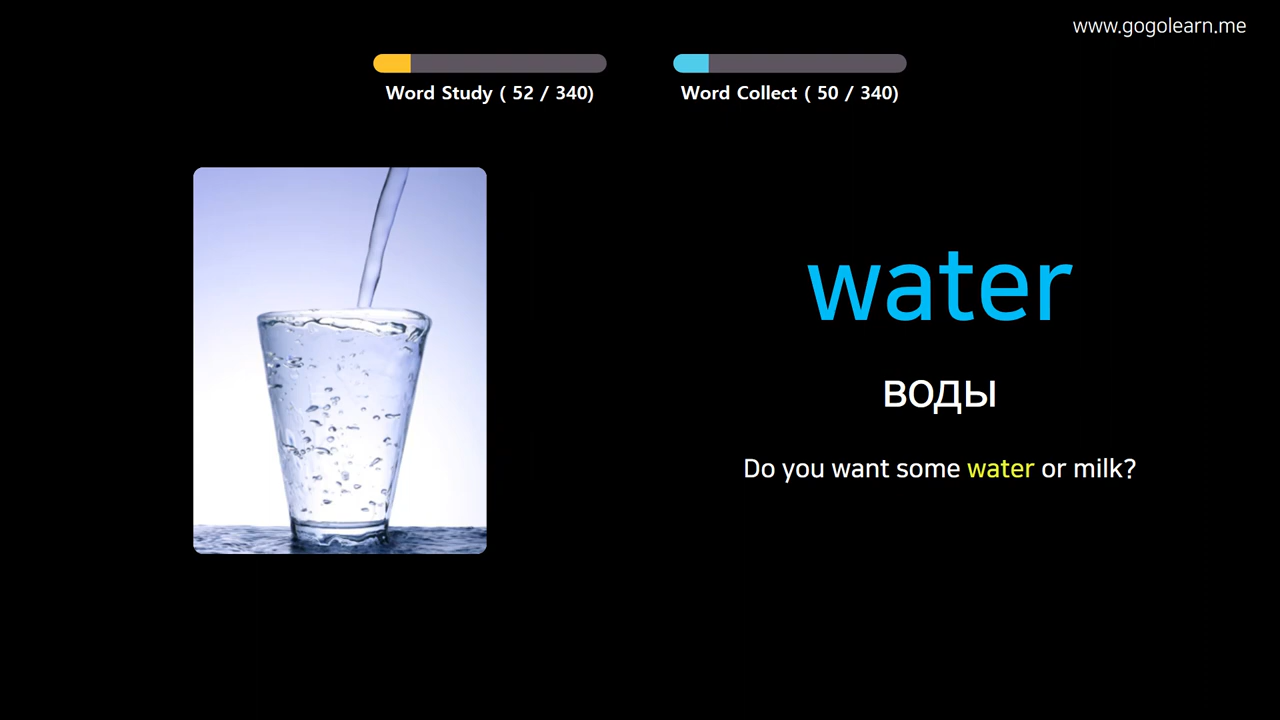 www.gogolearn.me
Word Study ( 52 / 340)
Word Collect ( 50 / 340)
water
воды
Do you want some water or milk?